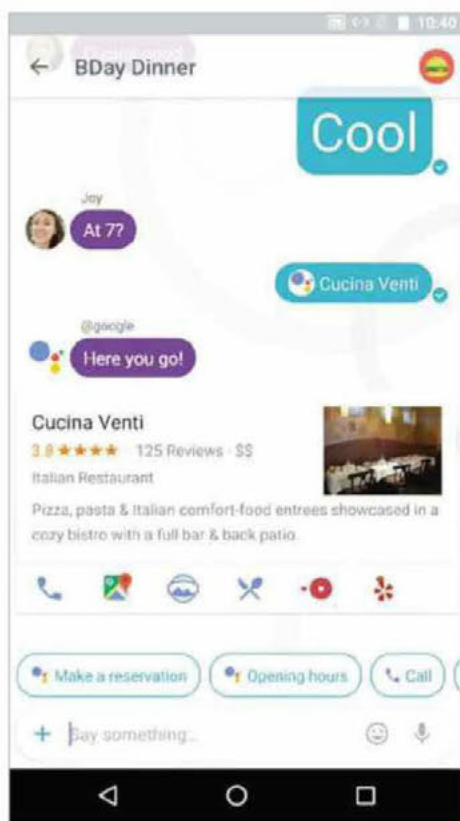 10:40
BDay Dinner
Cool
Joy
At 7?
Cucina Venti
@google
Here you go!
Cucina Venti
3.8 ★★★★ 125 Reviews · $$
Italian Restaurant
Pizza, pasta & Italian comfort-food entrees showcased in a
cozy bistro with a full bar & back patio.
Make a reservation
Opening hours
Call
Say something...